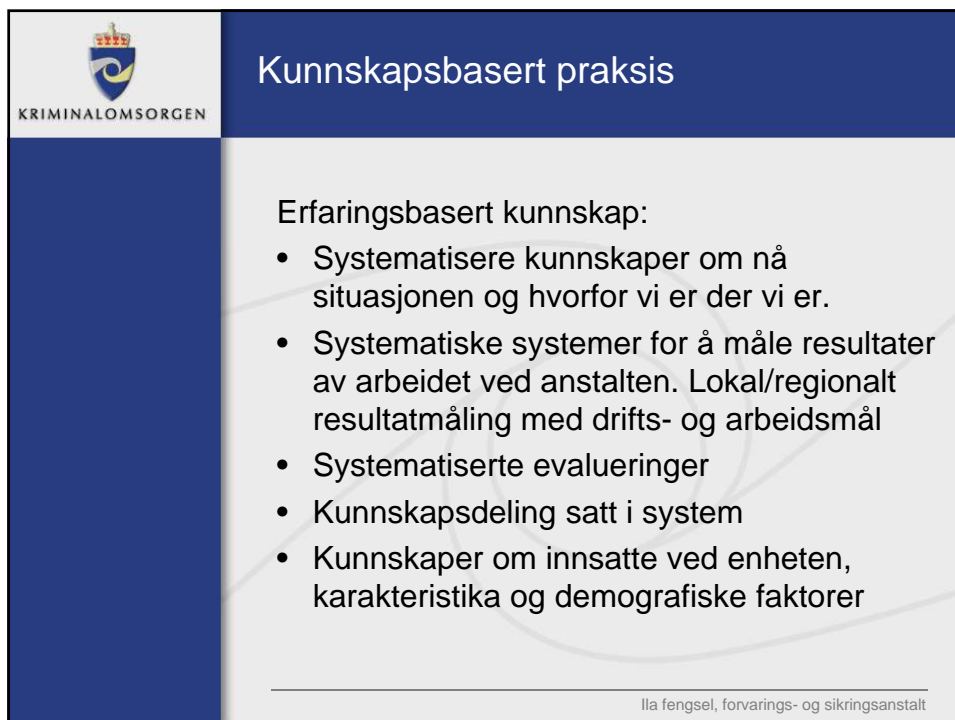 KRIMINALOMSORGEN
Kunnskapsbasert praksis
Erfaringsbasert kunnskap:
• Systematisere kunnskaper om nå
situasjonen og hvorfor vi er der vi er.
• Systematiske systemer for å måle resultater
av arbeidet ved anstalten. Lokal/regionalt
resultatmåling med drifts- og arbeidsmål
• Systematiserte evalueringer
• Kunnskapsdeling satt i system
• Kunnskaper om innsatte ved enheten,
karakteristika og demografiske faktorer
Ila fengsel, forvarings- og sikringsanstalt